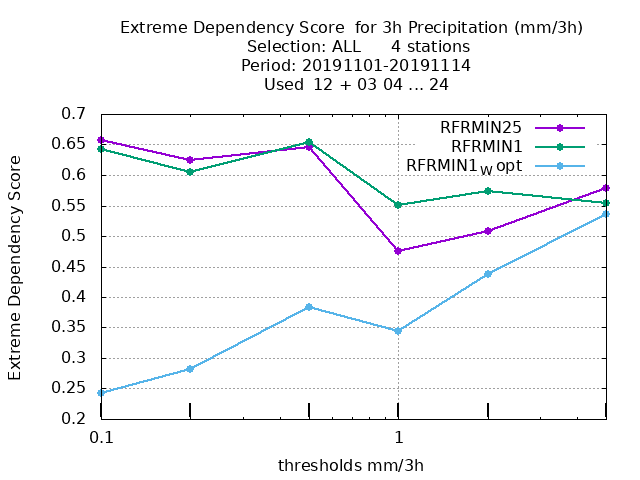 Extreme Dependency Score  for 3h Precipitation (mm/3h)
Selection: ALL      4 stations
Period: 20191101-20191114
Used  12 + 03 04 ... 24
Extreme Dependency Score
0.7
0.65
0.6
0.55
0.5
0.45
0.4
0.35
0.3
0.25
0.2
RFRMIN25
RFRMIN1
RFRMIN1W opt
0.1
1
thresholds mm/3h